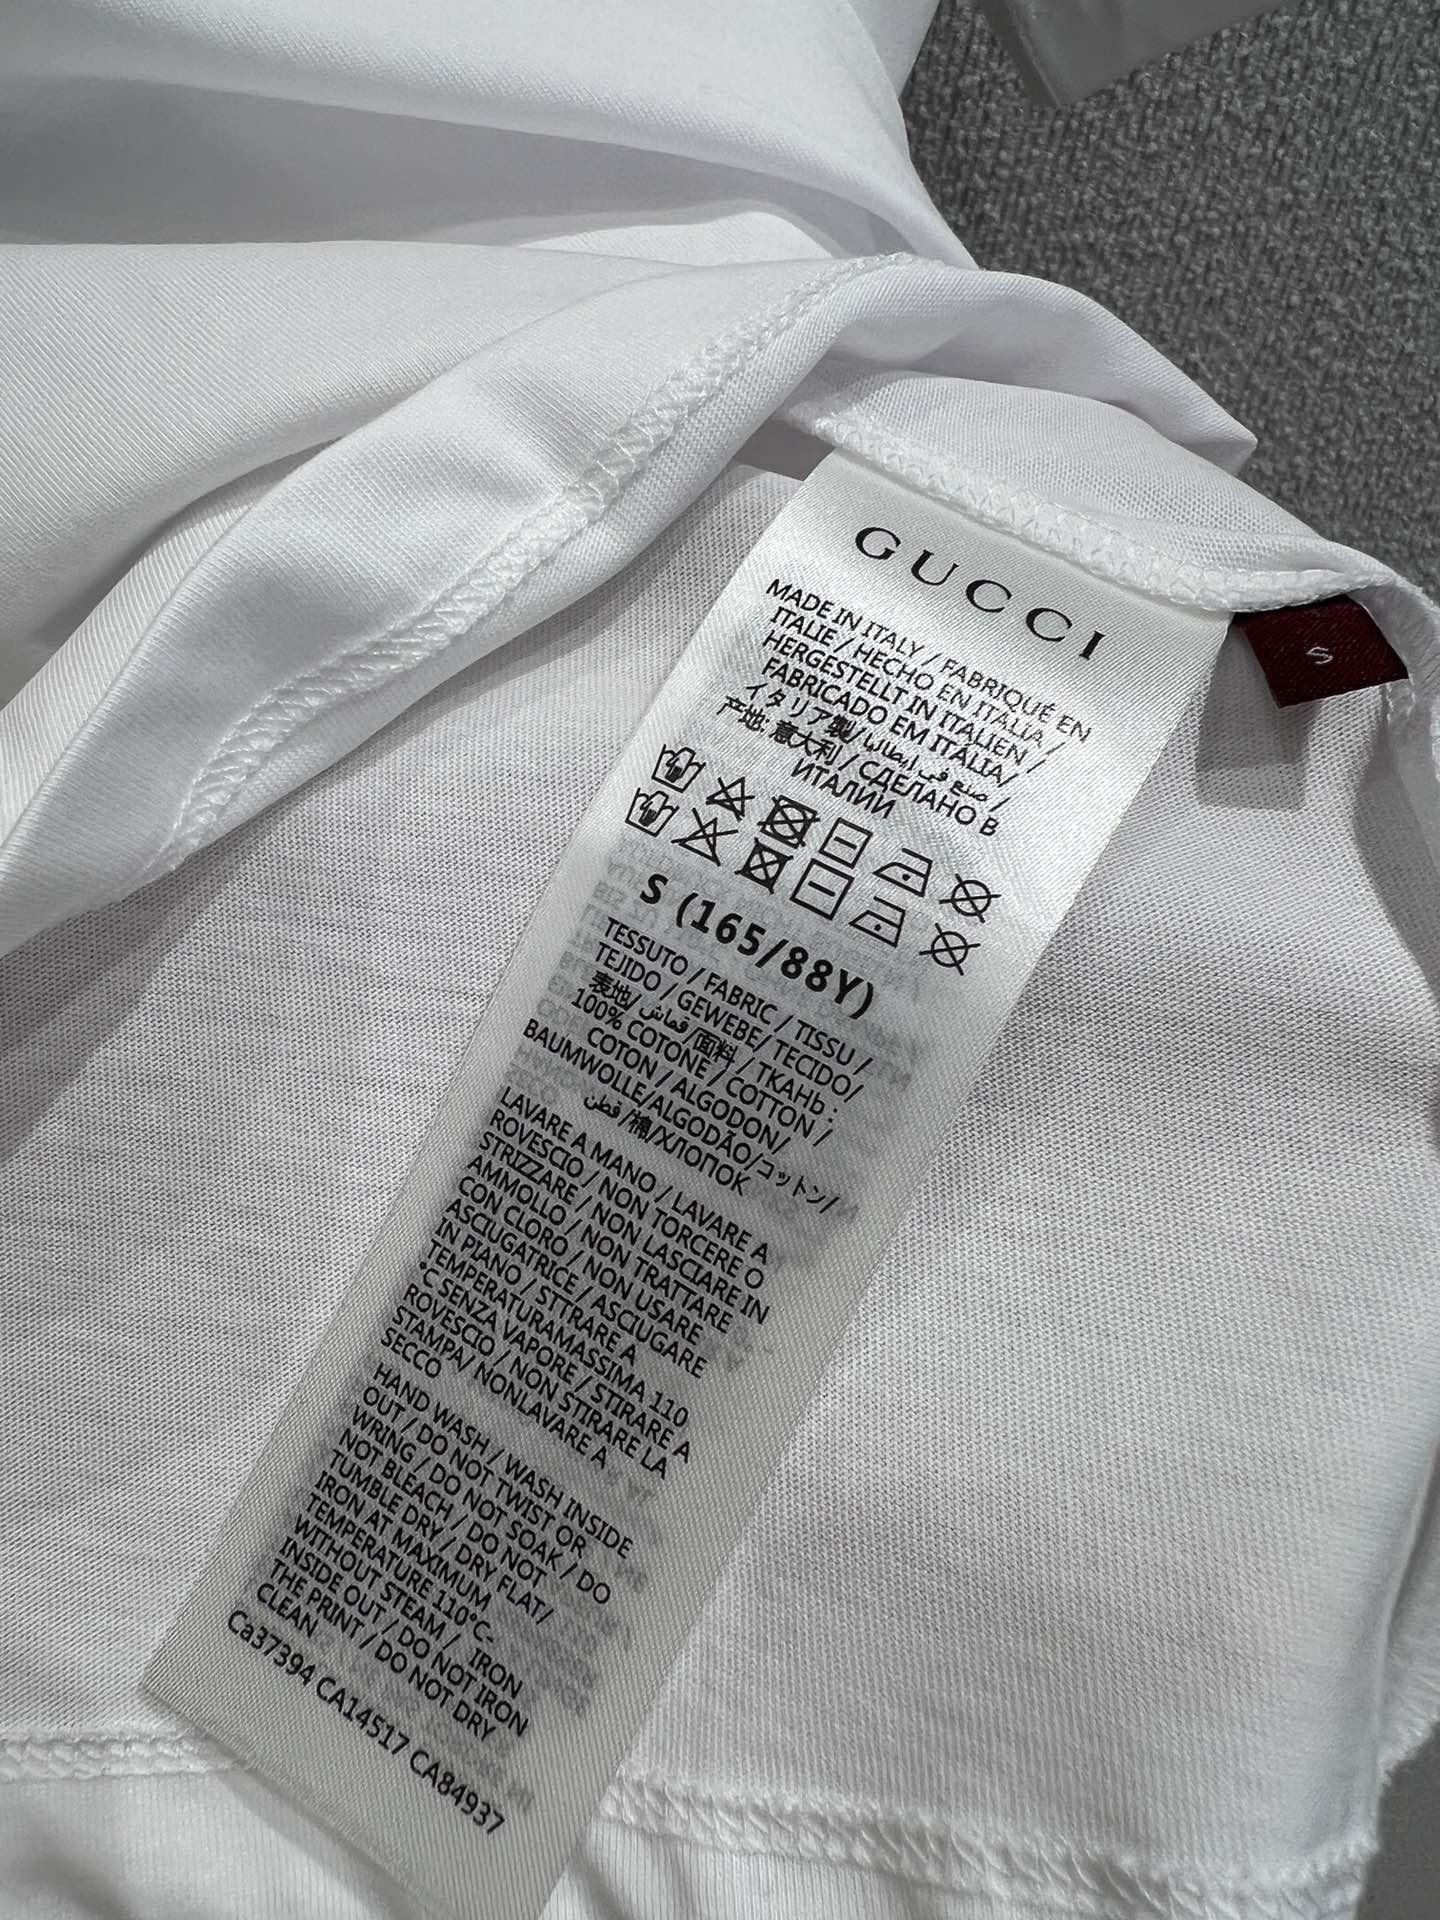 GUCCI
MADE IN ITALY / FABRIQUÉ EN
ITALIE / HECHO EN ITALIA /
HERGESTELLT IN ITALIEN /
FABRICADO EM ITALIA/
イタリア製/صنع في ايطاليا /
产地: 意大利 / СДЕЛАНО В
ИТАЛИИ
S (165/88Y)
TESSUTO / FABRIC / TISSU /
TEJIDO / GEWEBE/ TECIDO/
表地/ قماش/面料 / ТКАНЬ :
100% COTONE / COTTON /
COTON / ALGODON/
BAUMWOLLE/ALGODÃO/コットン/
قطن /棉/ХЛОПОК
LAVARE A MANO / LAVARE A
ROVESCIO / NON TORCERE O
STRIZZARE / NON LASCIARE IN
AMMOLLO / NON TRATTARE
CON CLORO / NON USARE
ASCIUGATRICE / ASCIUGARE
IN PIANO / STTRARE A
TEMPERATURAMASSIMA 110
°C SENZA VAPORE / STIRARE A
ROVESCIO / NON STIRARE LA
STAMPA/ NONLAVARE A
SECCO
HAND WASH / WASH INSIDE
OUT / DO NOT TWIST OR
WRING / DO NOT SOAK / DO
NOT BLEACH / DO NOT
TUMBLE DRY / DRY FLAT/
IRON AT MAXIMUM
TEMPERATURE 110°C-
WITHOUT STEAM / IRON
INSIDE OUT / DO NOT IRON
THE PRINT / DO NOT DRY
CLEAN
Ca37394 CA14517 CA84937
S